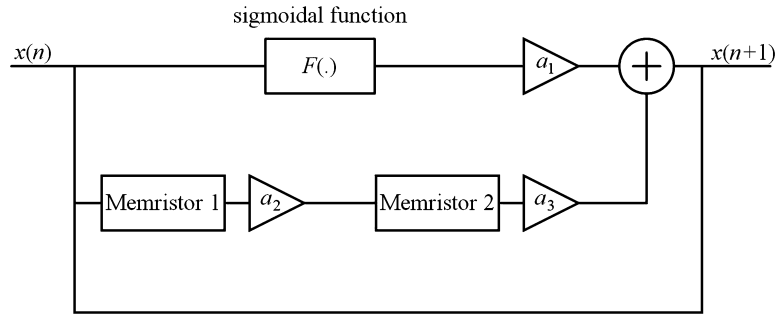 sigmoidal function
x(n)
F(.)
a₁
+
x(n+1)
Memristor 1
a₂
Memristor 2
a₃